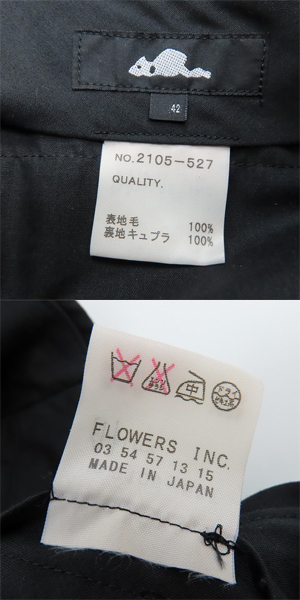 42
NO.2105-527
QUALITY.
表地毛 100%
裏地キュプラ 100%
中
FLOWERS INC.
03 54 57 13 15
MADE IN JAPAN